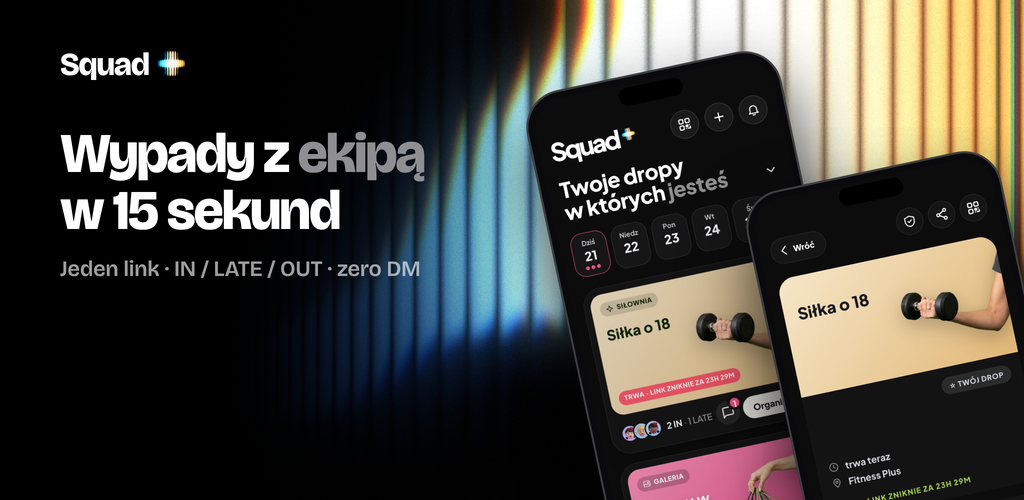 Squad
Wypady z ekipą
w 15 sekund
Jeden link · IN / LATE / OUT · zero DM
Squad
Twoje dropy
w których jesteś
Dziś
21
Niedz
22
Pon
23
Wt
24
SIŁOWNIA
Siłka o 18
TRWA · LINK ZNIKNIE ZA 23H 29M
2 IN · 1 LATE
1
Organi
GALERIA
Wróć
Siłka o 18
TWÓJ DROP
trwa teraz
Fitness Plus
LINK ZNIKNIE ZA 23H 29M